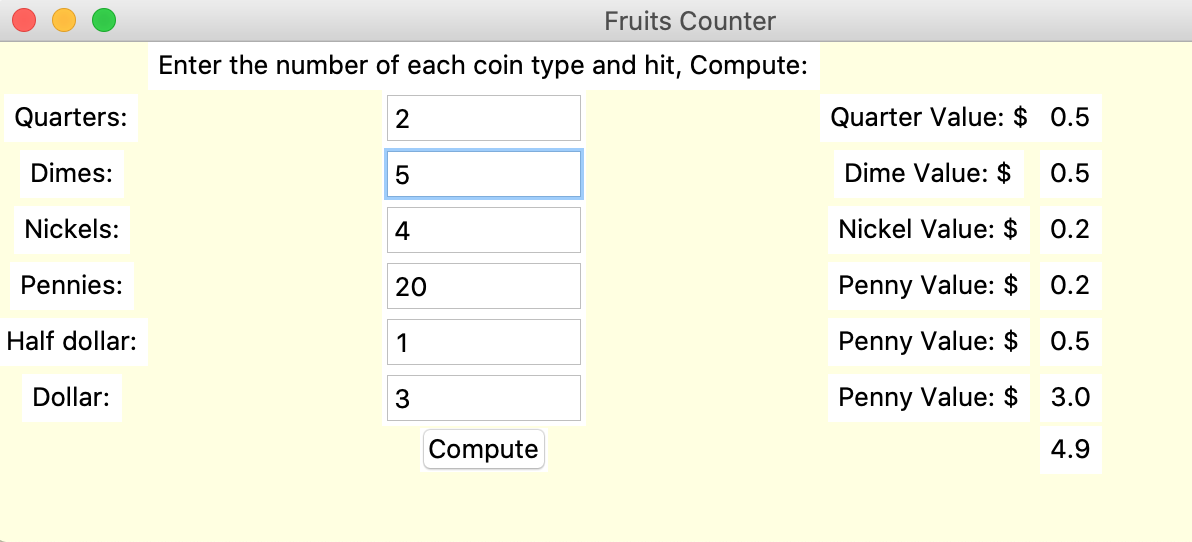 Fruits Counter
Enter the number of each coin type and hit, Compute:
Quarters: 2 Quarter Value: $ 0.5
Dimes: 5 Dime Value: $ 0.5
Nickels: 4 Nickel Value: $ 0.2
Pennies: 20 Penny Value: $ 0.2
Half dollar: 1 Penny Value: $ 0.5
Dollar: 3 Penny Value: $ 3.0
Compute 4.9